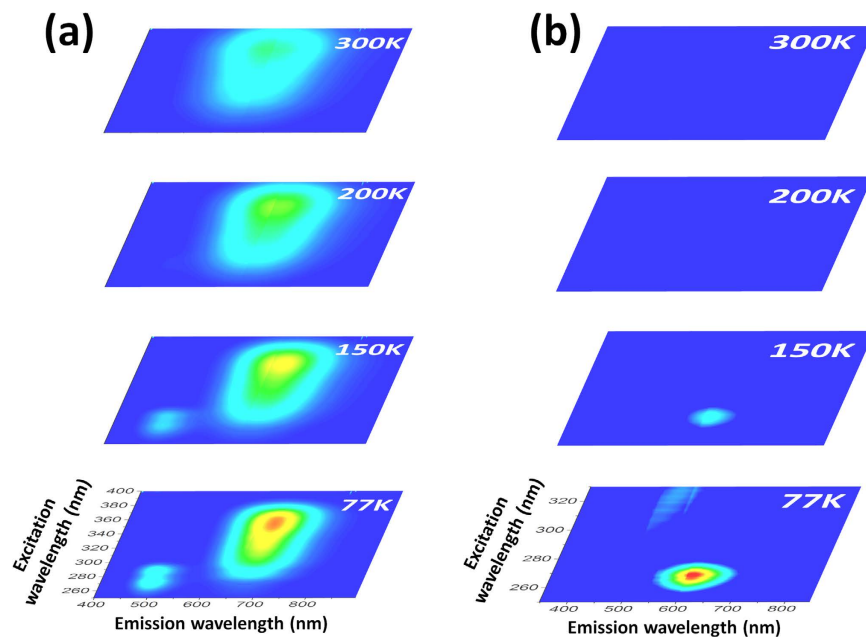 (a)
300K
200K
150K
77K
Excitation
wavelength (nm)
400
380
360
340
320
300
280
260
400
500
600
700
800
Emission wavelength (nm)
(b)
300K
200K
150K
77K
Excitation
wavelength (nm)
320
300
280
260
500
600
700
800
Emission wavelength (nm)